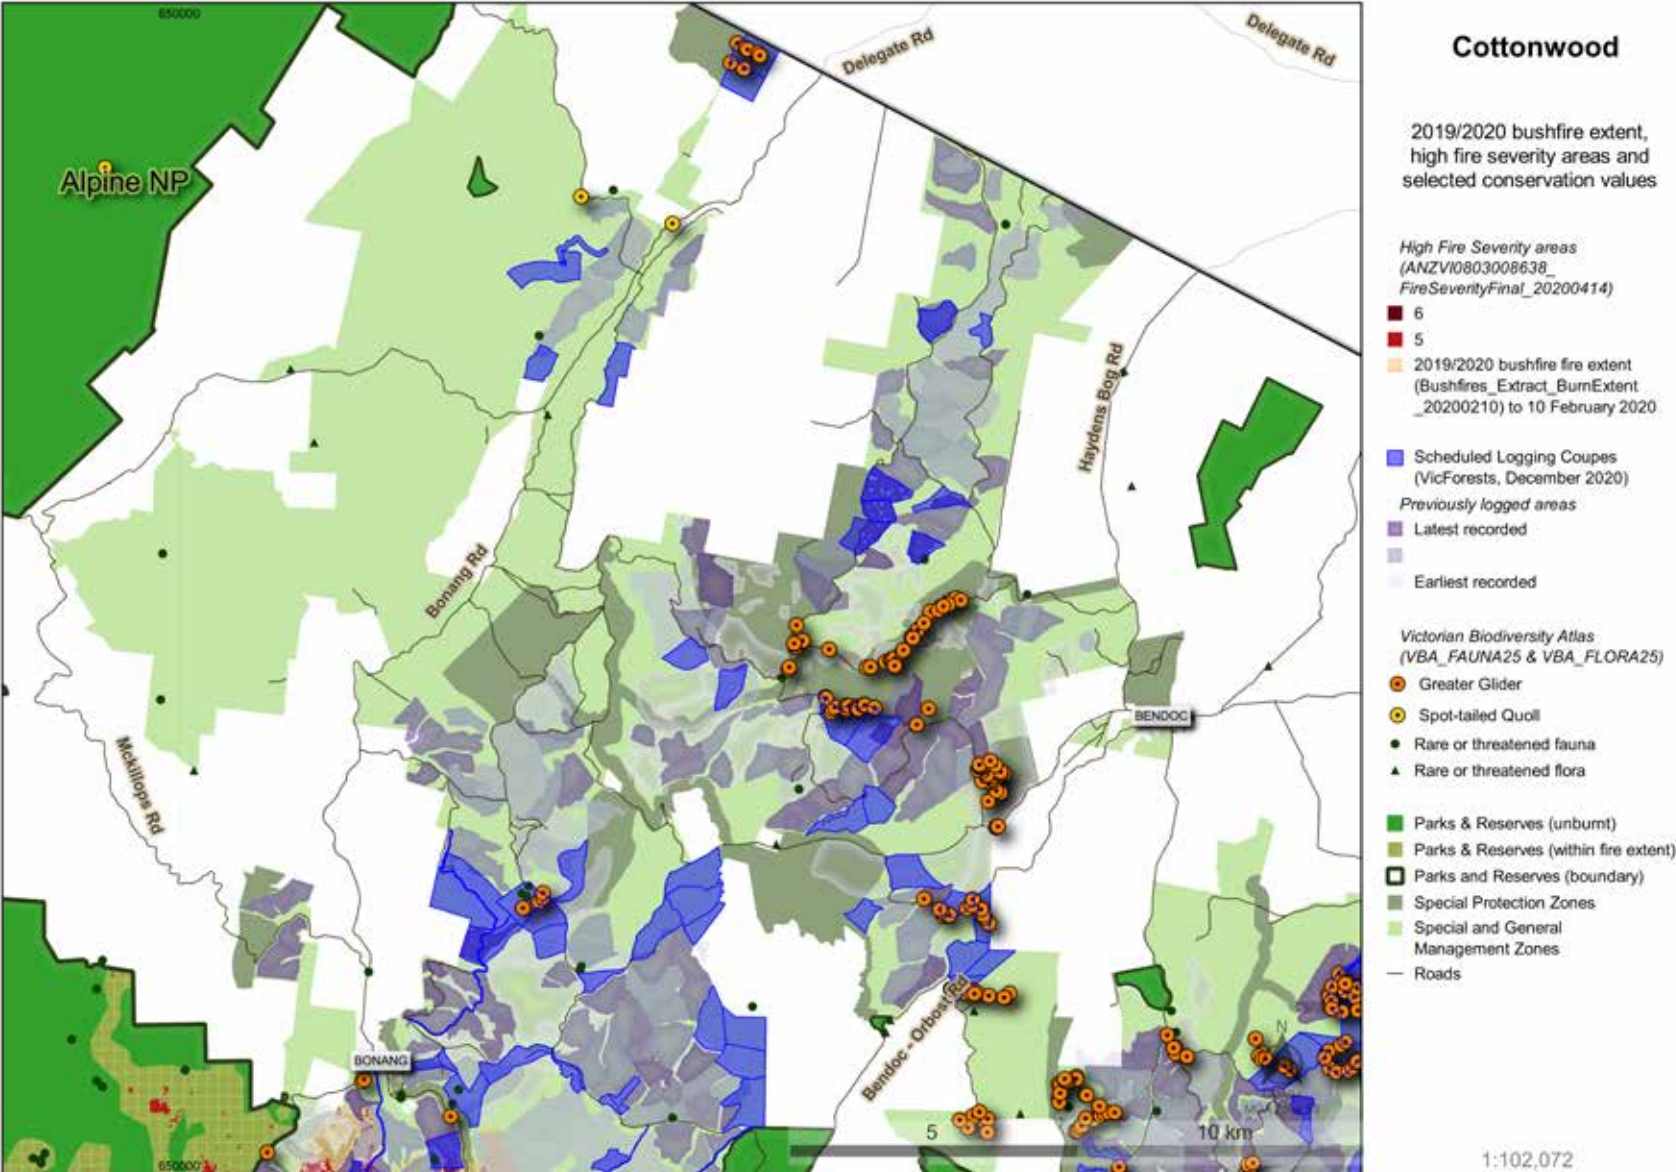 650000
Delegate Rd
Delegate Rd
Alpine NP
Haydens Bog Rd
Bonang Rd
BENDOC
Mckillops Rd
Bendoc - Orbost Rd
BONANG
N
5
10 km
650000
Cottonwood
2019/2020 bushfire extent,
high fire severity areas and
selected conservation values
High Fire Severity areas
(ANZVI0803008638_
FireSeverityFinal_20200414)
6
5
2019/2020 bushfire fire extent
(Bushfires_Extract_BurnExtent
_20200210) to 10 February 2020
Scheduled Logging Coupes
(VicForests, December 2020)
Previously logged areas
Latest recorded
Earliest recorded
Victorian Biodiversity Atlas
(VBA_FAUNA25 & VBA_FLORA25)
Greater Glider
Spot-tailed Quoll
Rare or threatened fauna
Rare or threatened flora
Parks & Reserves (unburnt)
Parks & Reserves (within fire extent)
Parks and Reserves (boundary)
Special Protection Zones
Special and General
Management Zones
Roads
1:102,072